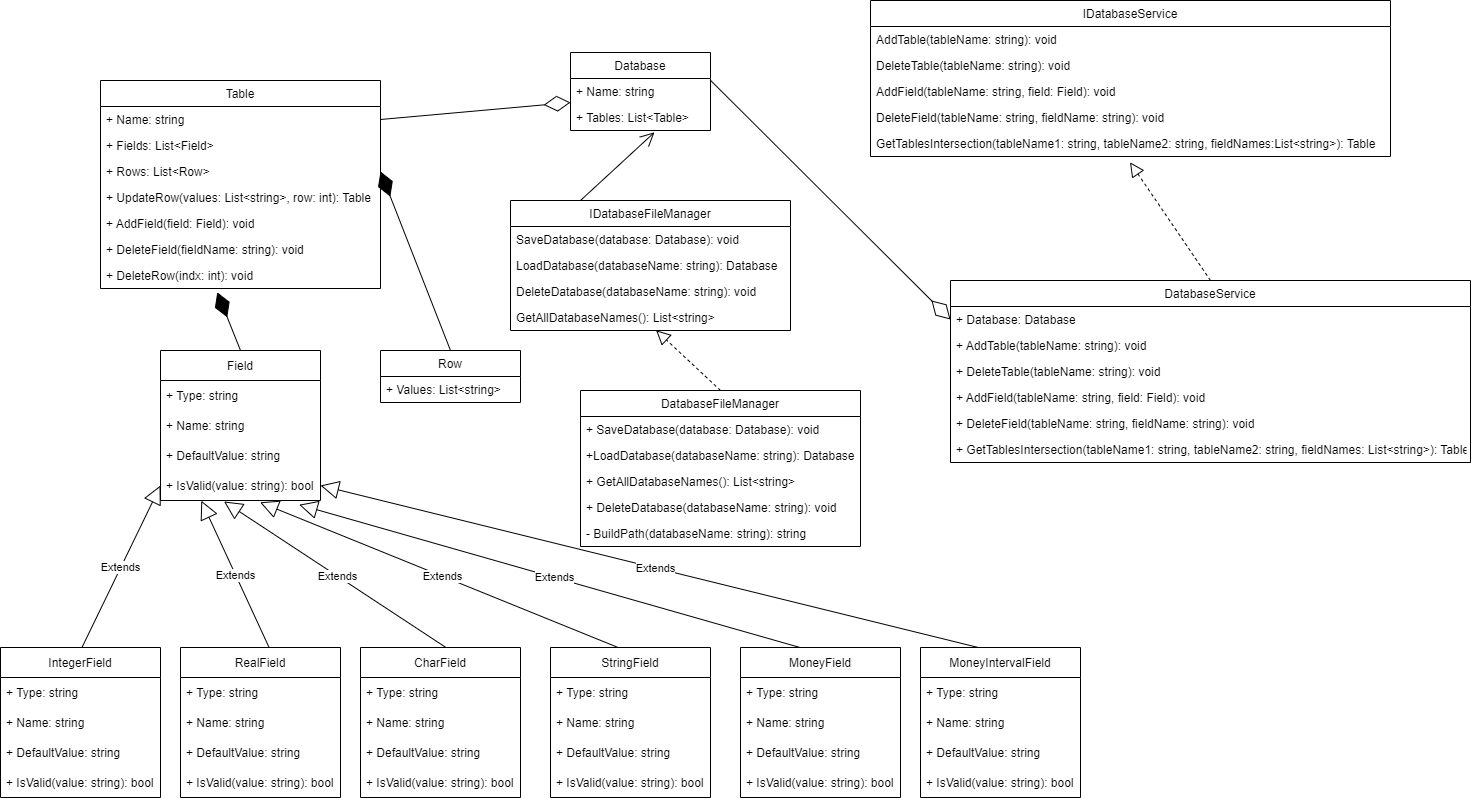 IDatabaseService
AddTable(tableName: string): void
DeleteTable(tableName: string): void
AddField(tableName: string, field: Field): void
DeleteField(tableName: string, fieldName: string): void
GetTablesIntersection(tableName1: string, tableName2: string, fieldNames:List<string>): Table
Database
+ Name: string
+ Tables: List<Table>
Table
+ Name: string
+ Fields: List<Field>
+ Rows: List<Row>
+ UpdateRow(values: List<string>, row: int): Table
+ AddField(field: Field): void
+ DeleteField(fieldName: string): void
+ DeleteRow(indx: int): void
IDatabaseFileManager
SaveDatabase(database: Database): void
LoadDatabase(databaseName: string): Database
DeleteDatabase(databaseName: string): void
GetAllDatabaseNames(): List<string>
DatabaseService
+ Database: Database
+ AddTable(tableName: string): void
+ DeleteTable(tableName: string): void
+ AddField(tableName: string, field: Field): void
+ DeleteField(tableName: string, fieldName: string): void
+ GetTablesIntersection(tableName1: string, tableName2: string, fieldNames: List<string>): Table
Field
+ Type: string
+ Name: string
+ DefaultValue: string
+ IsValid(value: string): bool
Row
+ Values: List<string>
DatabaseFileManager
+ SaveDatabase(database: Database): void
+LoadDatabase(databaseName: string): Database
+ GetAllDatabaseNames(): List<string>
+ DeleteDatabase(databaseName: string): void
- BuildPath(databaseName: string): string
Extends
Extends
Extends
Extends
Extends
Extends
IntegerField
+ Type: string
+ Name: string
+ DefaultValue: string
+ IsValid(value: string): bool
RealField
+ Type: string
+ Name: string
+ DefaultValue: string
+ IsValid(value: string): bool
CharField
+ Type: string
+ Name: string
+ DefaultValue: string
+ IsValid(value: string): bool
StringField
+ Type: string
+ Name: string
+ DefaultValue: string
+ IsValid(value: string): bool
MoneyField
+ Type: string
+ Name: string
+ DefaultValue: string
+ IsValid(value: string): bool
MoneyIntervalField
+ Type: string
+ Name: string
+ DefaultValue: string
+ IsValid(value: string): bool